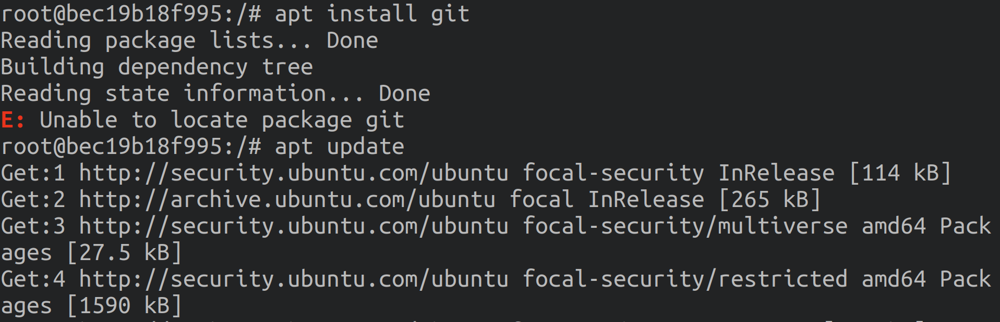 root@bec19b18f995:/# apt install git
Reading package lists... Done
Building dependency tree
Reading state information... Done
E: Unable to locate package git
root@bec19b18f995:/# apt update
Get:1 http://security.ubuntu.com/ubuntu focal-security InRelease [114 kB]
Get:2 http://archive.ubuntu.com/ubuntu focal InRelease [265 kB]
Get:3 http://security.ubuntu.com/ubuntu focal-security/multiverse amd64 Pack
ages [27.5 kB]
Get:4 http://security.ubuntu.com/ubuntu focal-security/restricted amd64 Pack
ages [1590 kB]